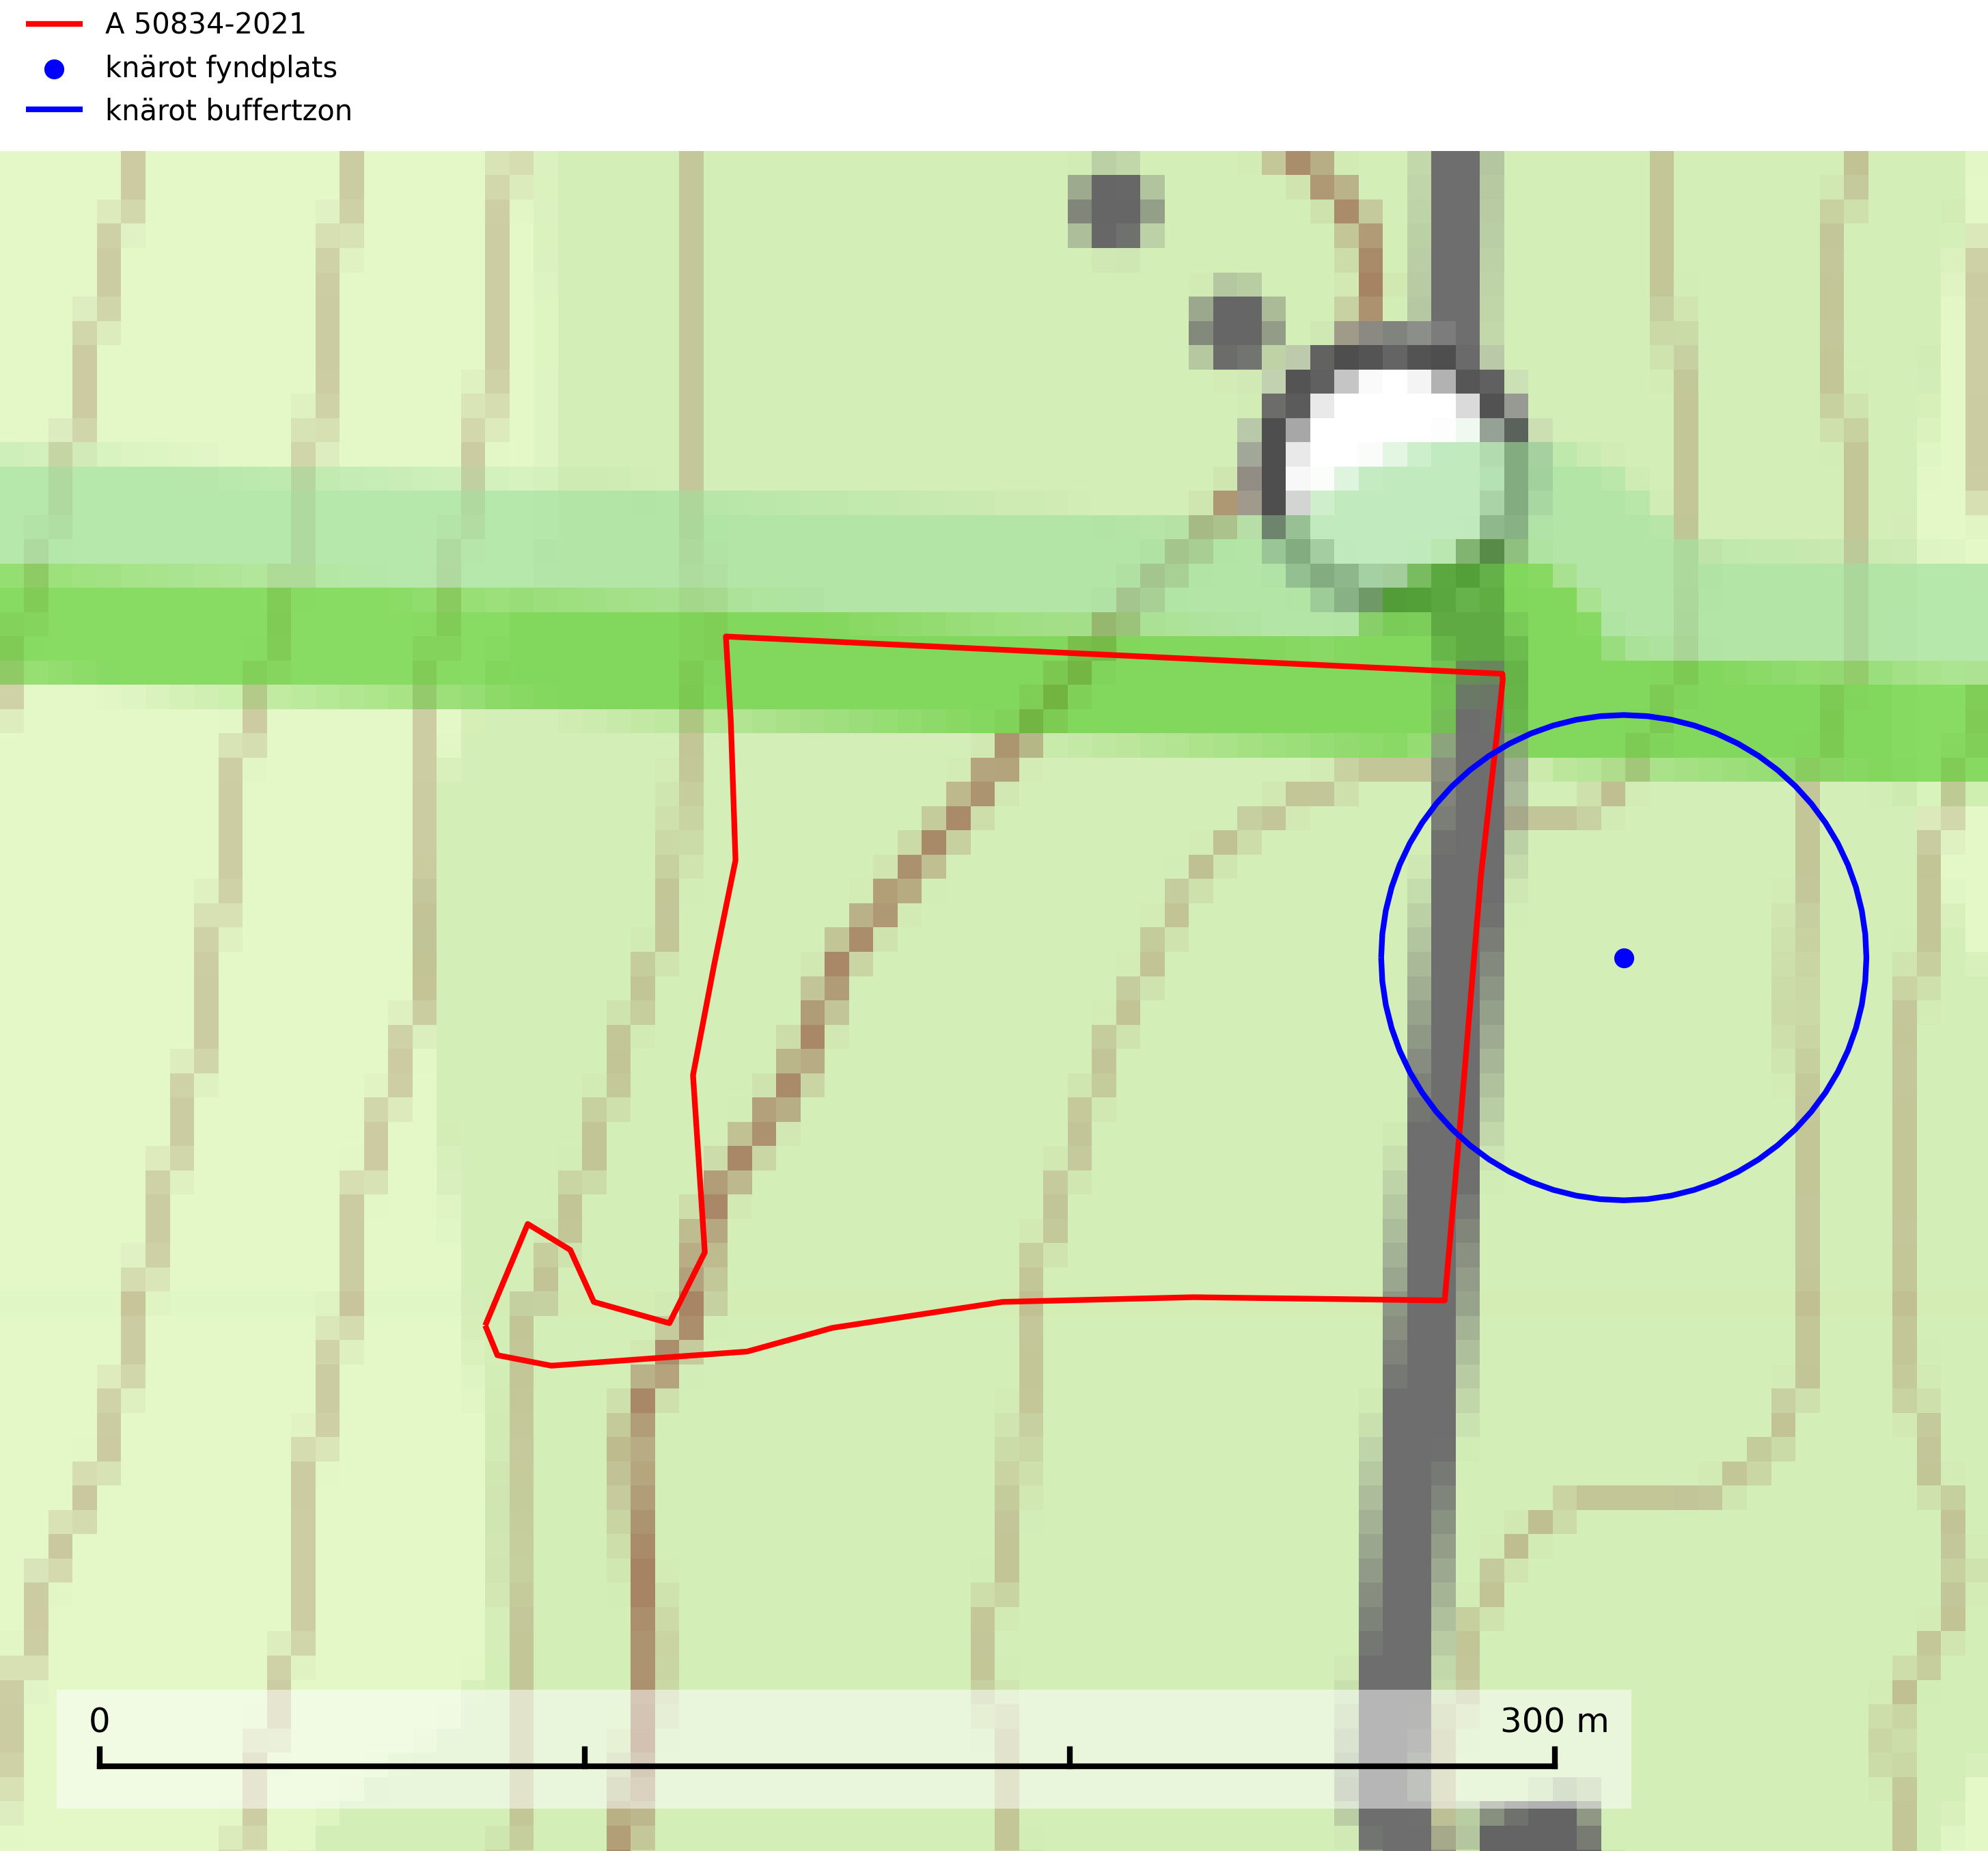 A 50834-2021
knärot fyndplats
knärot buffertzon
0 300 m